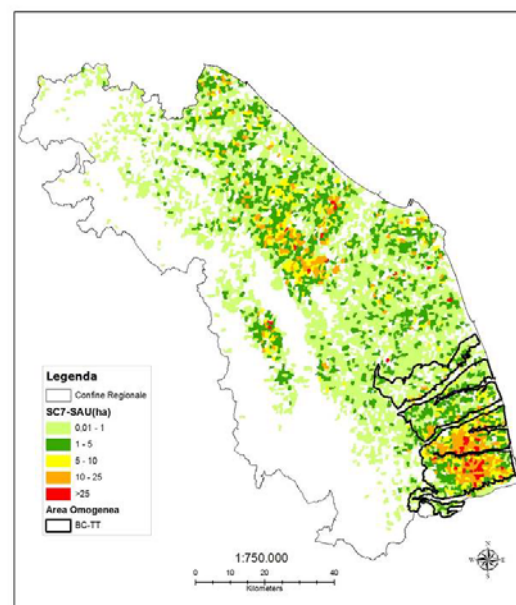 Legenda
Confine Regionale
SC7-SAU(ha)
0,01 - 1
1 - 5
5 - 10
10 - 25
>25
Area Omogenea
BC-TT
1:750.000
0 10 20 40
Kilometers
N
W E
S